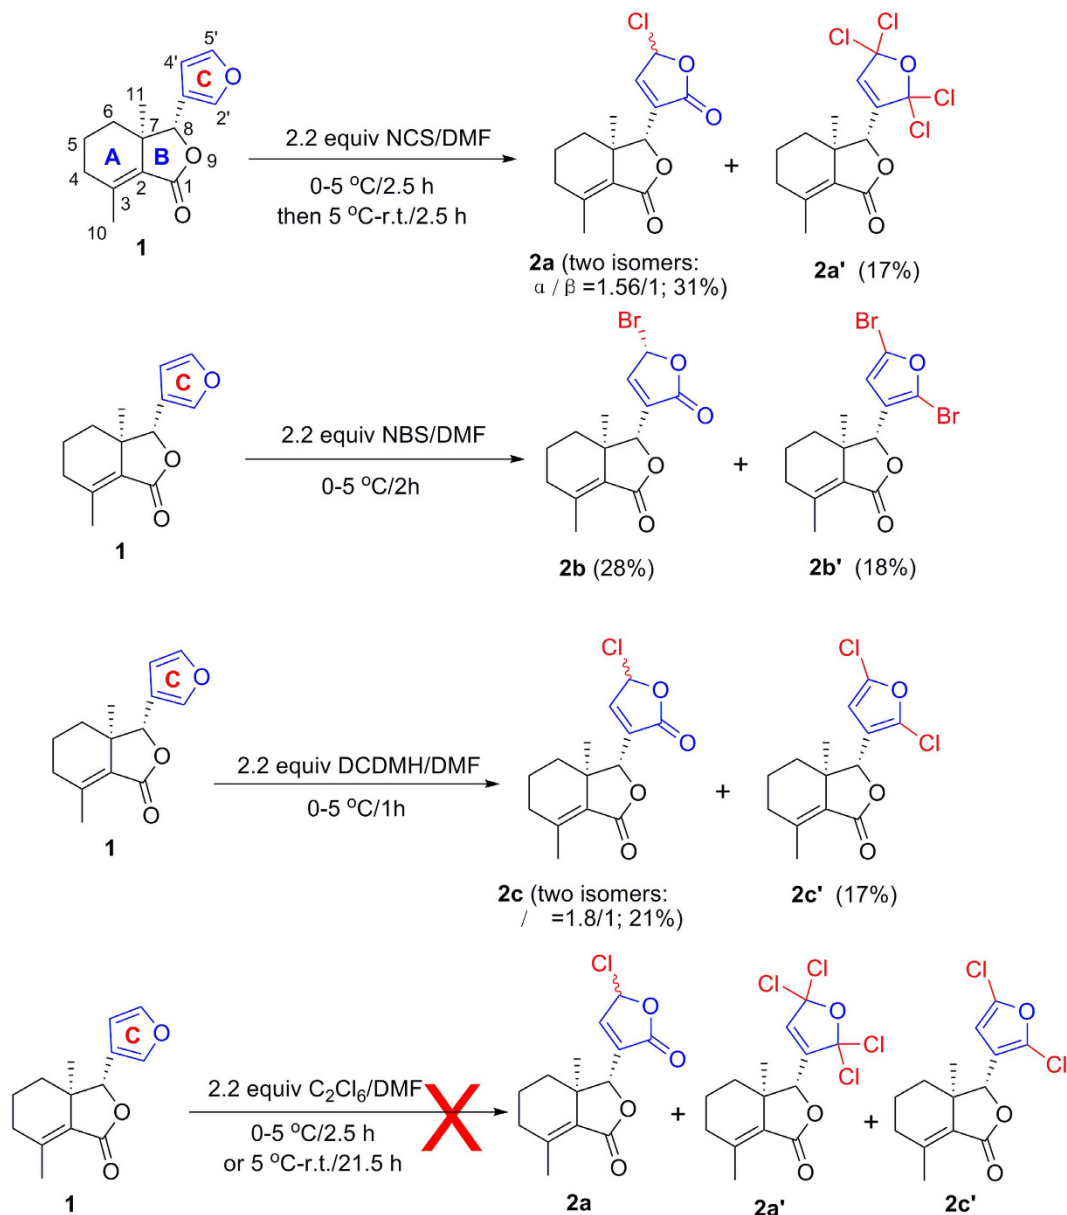 Cl
5'
4'
C
O
2'
11
6
7
8
5
A
B
O
9
4
2
1
3
O
10
1
2.2 equiv NCS/DMF
0-5 °C/2.5 h
then 5 °C-r.t./2.5 h
O
O
O
O
2a (two isomers:
α / β =1.56/1; 31%)
+
Cl
Cl
O
Cl
Cl
O
O
2a' (17%)
C
O
O
O
1
2.2 equiv NBS/DMF
0-5 °C/2h
Br
O
O
O
O
2b (28%)
+
Br
O
Br
O
O
2b' (18%)
C
O
O
O
1
2.2 equiv DCDMH/DMF
0-5 °C/1h
Cl
O
O
O
O
2c (two isomers:
/ =1.8/1; 21%)
+
Cl
O
Cl
O
O
2c' (17%)
C
O
O
O
1
2.2 equiv C₂Cl₆/DMF
0-5 °C/2.5 h
or 5 °C-r.t./21.5 h
X
Cl
O
O
O
O
2a
+
Cl
Cl
O
Cl
Cl
O
O
2a'
+
Cl
O
Cl
O
O
2c'